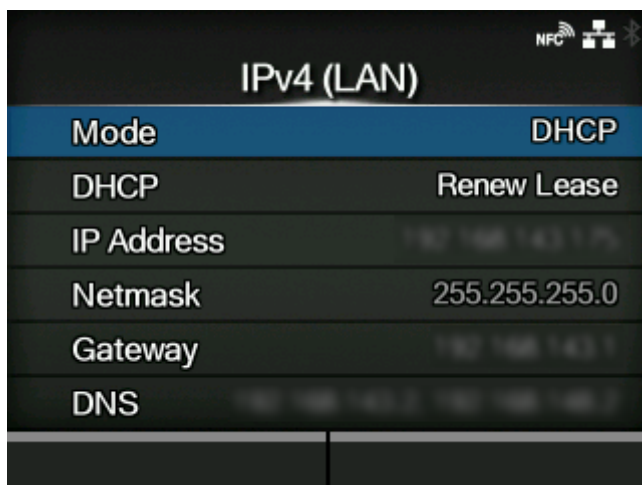 NFC
IPv4 (LAN)
Mode DHCP
DHCP Renew Lease
IP Address
Netmask 255.255.255.0
Gateway
DNS